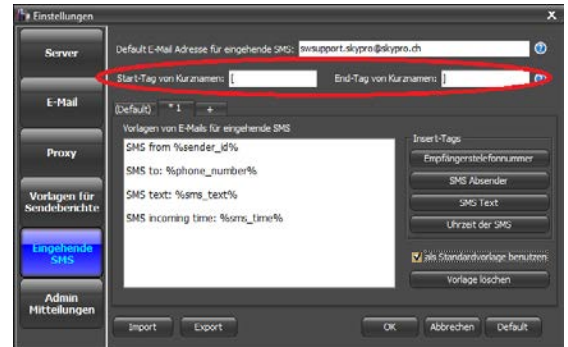 Einstellungen
X
Server
E-Mail
Proxy
Vorlagen für
Sendeberichte
Eingehende
SMS
Admin
Mitteilungen
Default E-Mail Adresse für eingehende SMS: swsupport.skypro@skypro.ch
Start-Tag von Kurznamen: [ End-Tag von Kurznamen: ]
(Default) * 1 +
Vorlagen von E-Mails für eingehende SMS
SMS from %sender_id%
SMS to: %phone_number%
SMS text: %sms_text%
SMS incoming time: %sms_time%
Insert-Tags
Empfängerstelefonnummer
SMS Absender
SMS Text
Uhrzeit der SMS
als Standardvorlage benutzen
Vorlage löschen
Import Export OK Abbrechen Default